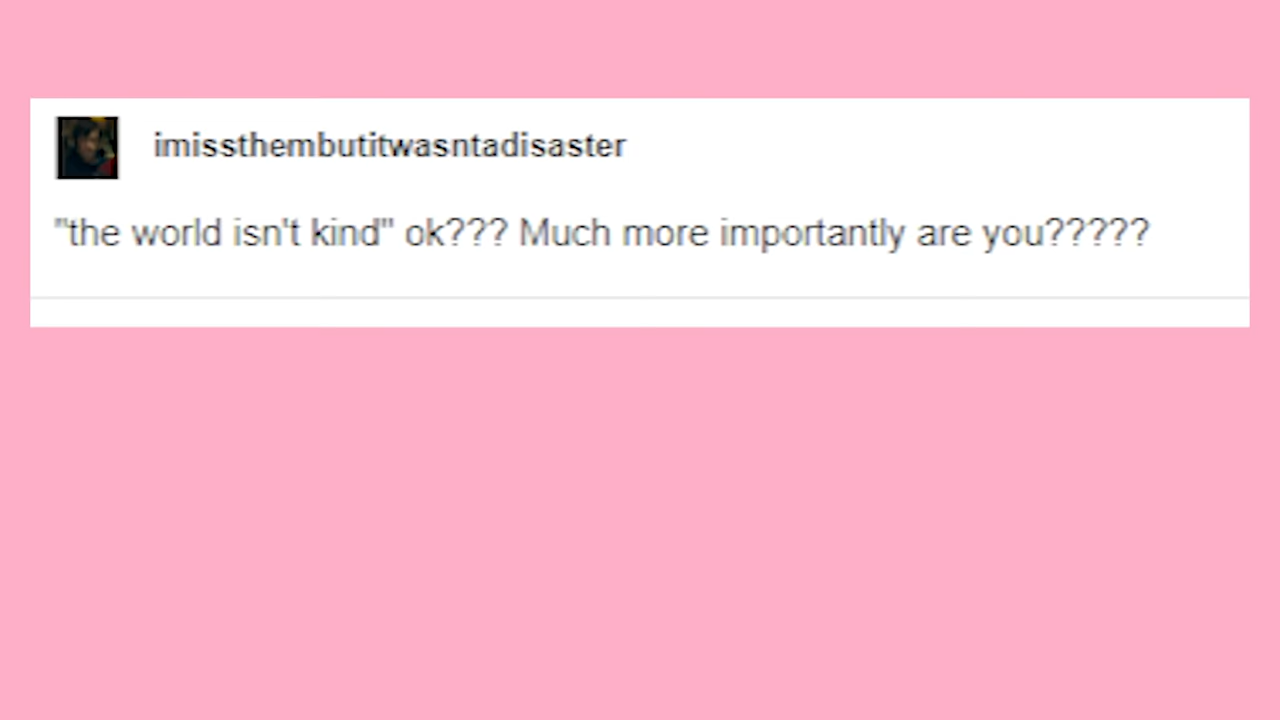 imissthembutitwasntadisaster
"the world isn't kind" ok??? Much more importantly are you?????